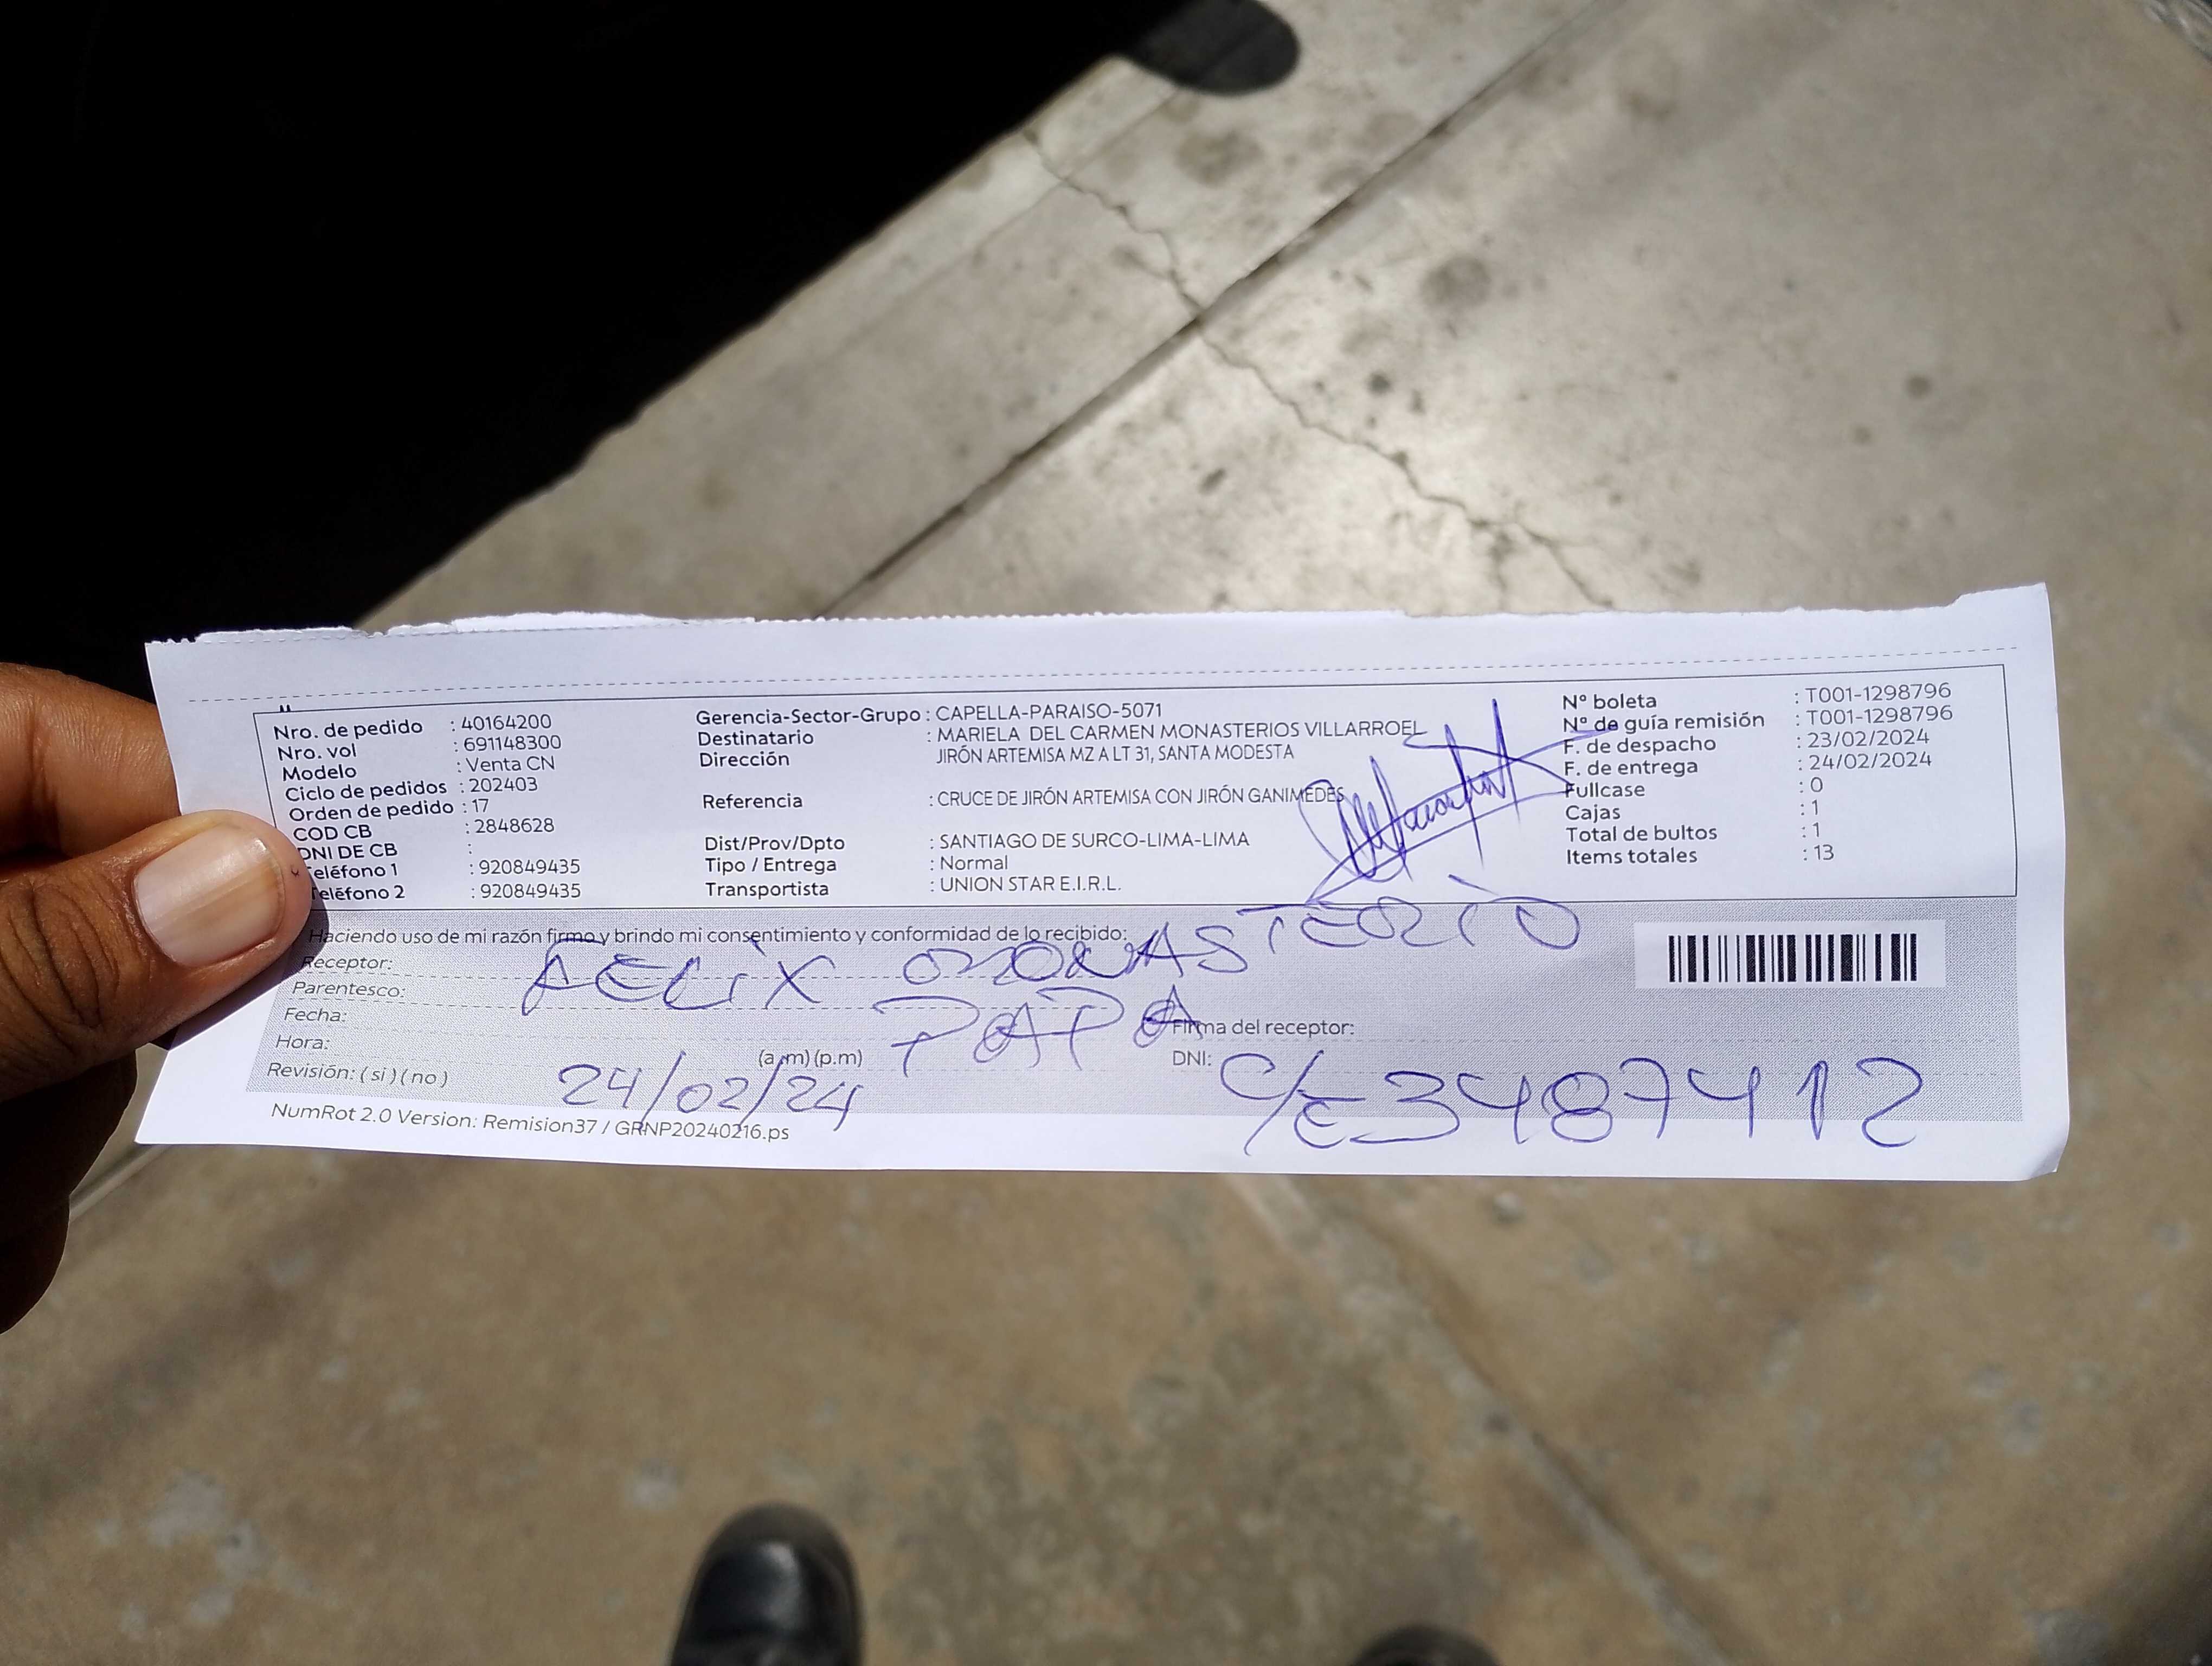 Nro. de pedido : 40164200
Nro. vol : 691148300
Modelo : Venta CN
Ciclo de pedidos : 202403
Orden de pedido : 17
COD CB : 2848628
DNI DE CB :
Teléfono 1 : 920849435
Teléfono 2 : 920849435
Gerencia-Sector-Grupo : CAPELLA-PARAISO-5071
Destinatario : MARIELA DEL CARMEN MONASTERIOS VILLARROEL
Dirección JIRÓN ARTEMISA MZ A LT 31, SANTA MODESTA
Referencia : CRUCE DE JIRÓN ARTEMISA CON JIRÓN GANIMEDES
Dist/Prov/Dpto : SANTIAGO DE SURCO-LIMA-LIMA
Tipo / Entrega : Normal
Transportista : UNION STAR E.I.R.L.
Nº boleta : T001-1298796
Nº de guía remisión : T001-1298796
F. de despacho : 23/02/2024
F. de entrega : 24/02/2024
Fullcase : 0
Cajas : 1
Total de bultos : 1
Items totales : 13
Haciendo uso de mi razón firmo y brindo mi consentimiento y conformidad de lo recibido:
Receptor: FELIX MONASTERIO
Parentesco: PAPA
Fecha: 24/02/24
Hora: (a.m) (p.m)
Revisión: ( si ) ( no )
Firma del receptor:
DNI: C/E 3487412
NumRot 2.0 Version: Remision37 / GRNP20240216.ps